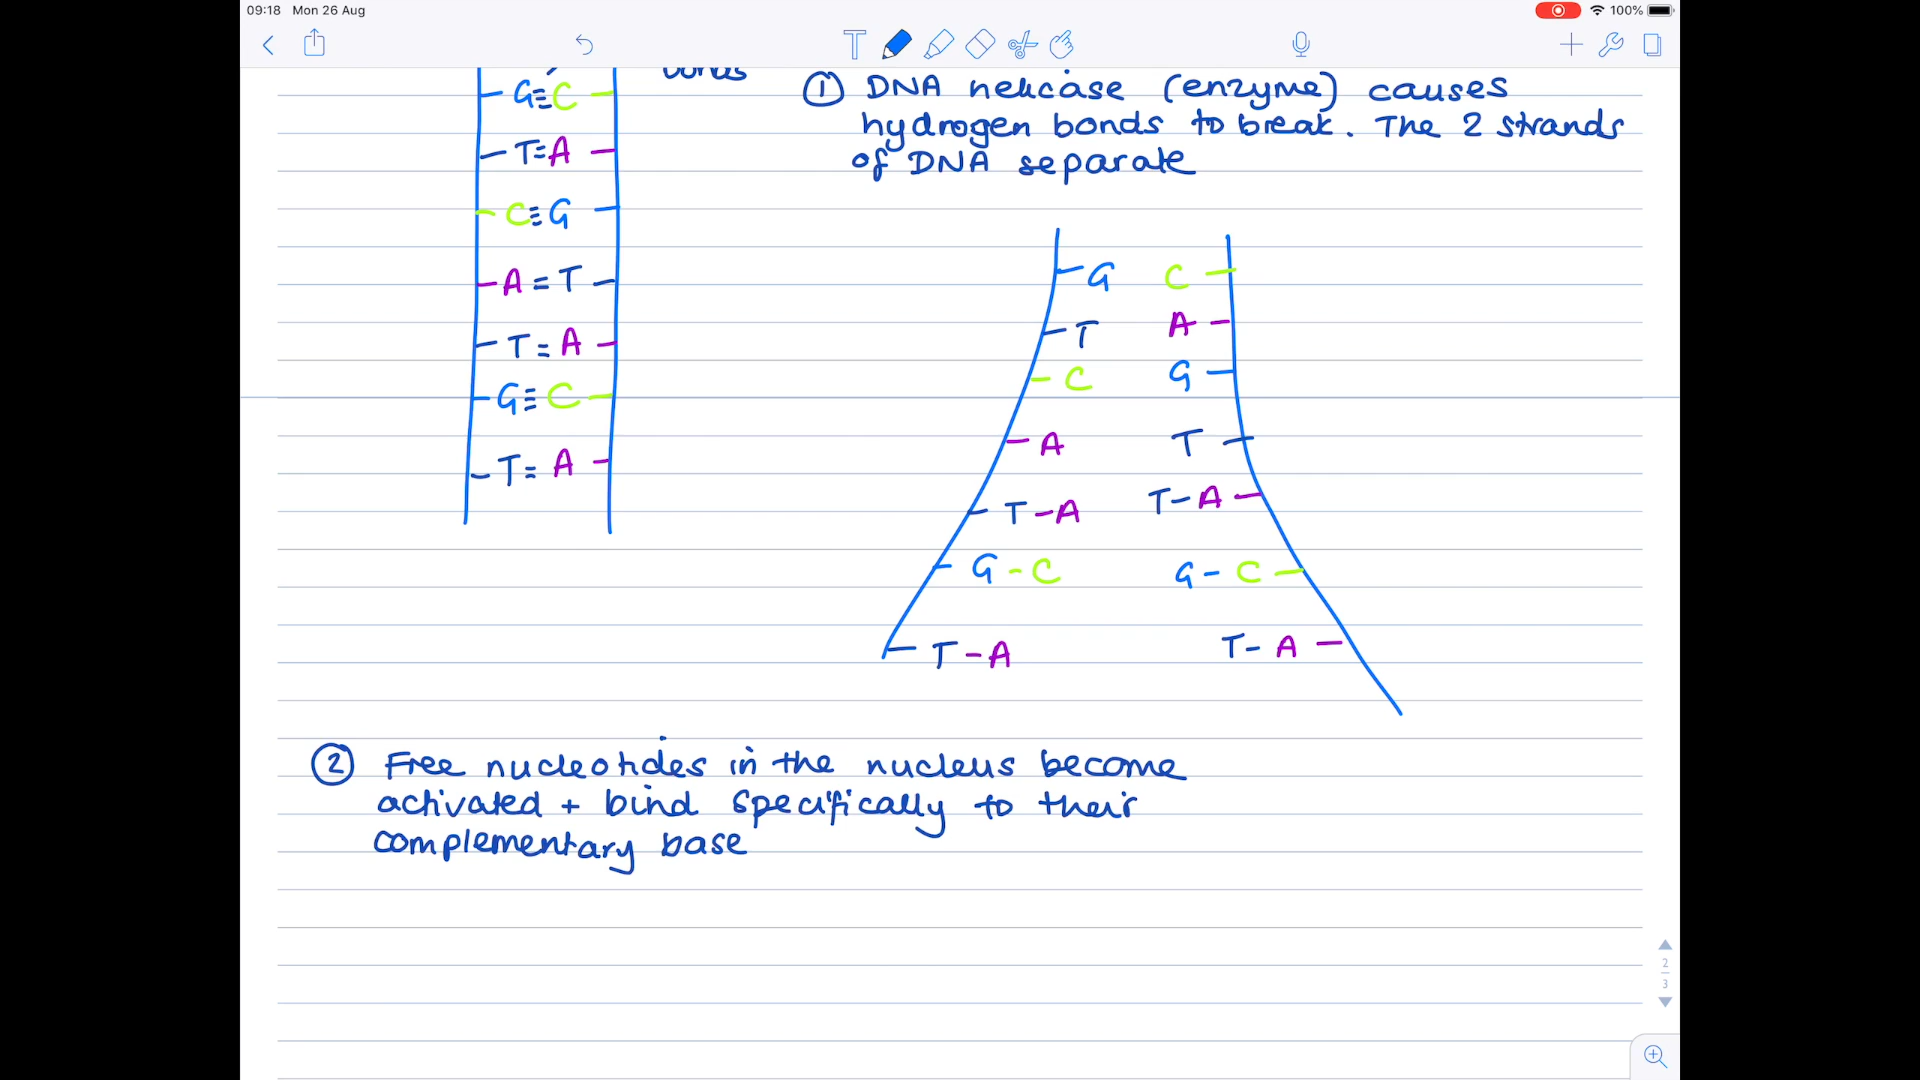 09:18 Mon 26 Aug
100%
T
bonds
G≡C
T=A
C≡G
A=T
T=A
G≡C
T=A
① DNA helicase (enzyme) causes
hydrogen bonds to break. The 2 strands
of DNA separate
G C
T A
C G
A T
T-A T-A
G-C G-C
T-A T-A
② Free nucleotides in the nucleus become
activated + bind specifically to their
complementary base
2
3